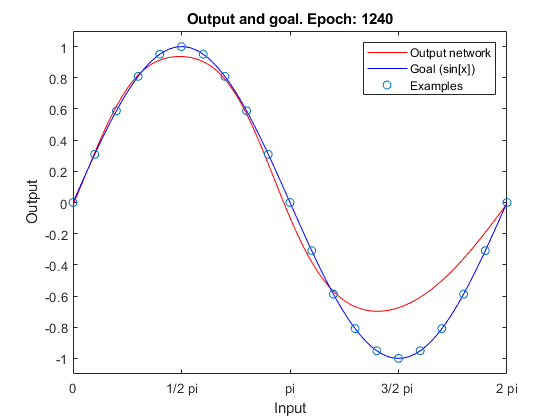 Output and goal. Epoch: 1240
Output network
Goal (sin[x])
Examples
1
0.8
0.6
0.4
0.2
0
-0.2
-0.4
-0.6
-0.8
-1
Output
0 1/2 pi pi 3/2 pi 2 pi
Input